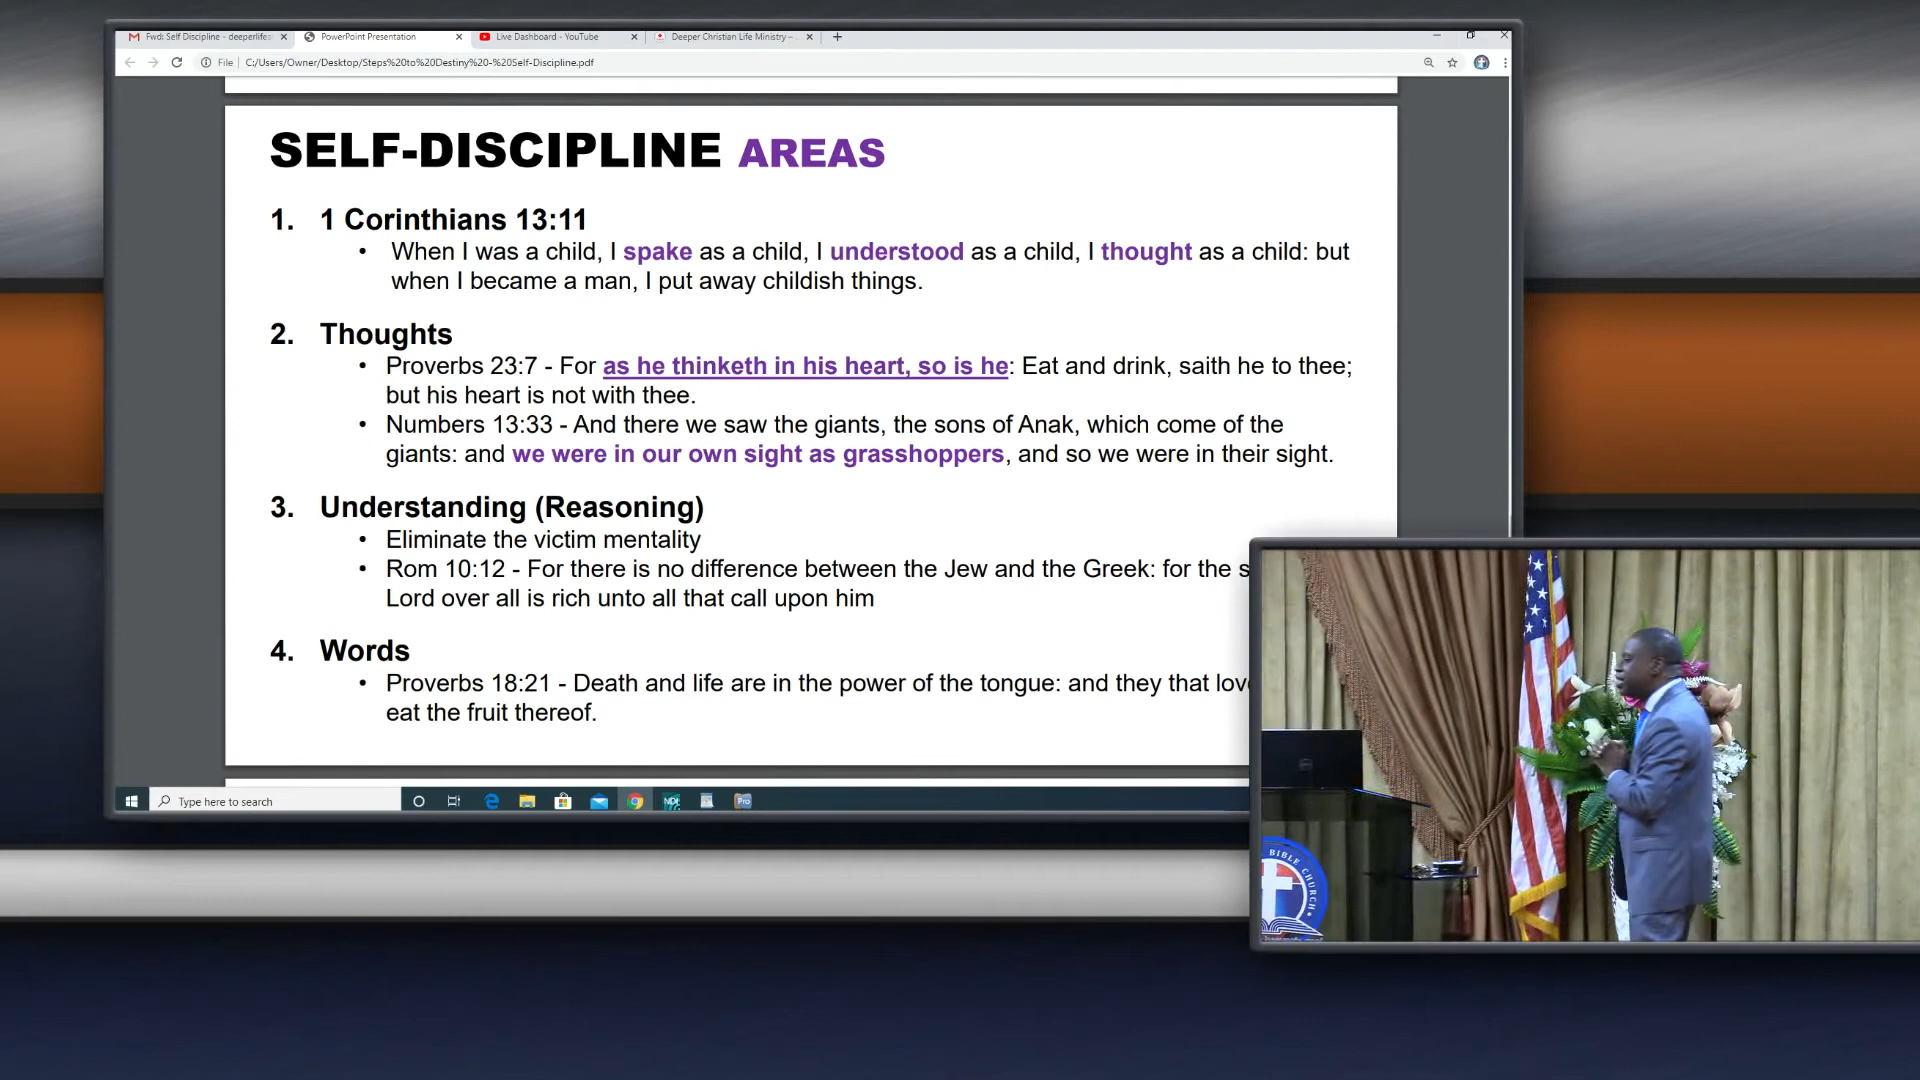 Fwd: Self Discipline - deeperlife
PowerPoint Presentation
Live Dashboard - YouTube
Deeper Christian Life Ministry –
File C:/Users/Owner/Desktop/Steps%20to%20Destiny%20-%20Self-Discipline.pdf
SELF-DISCIPLINE AREAS
1. 1 Corinthians 13:11
• When I was a child, I spake as a child, I understood as a child, I thought as a child: but
when I became a man, I put away childish things.
2. Thoughts
• Proverbs 23:7 - For as he thinketh in his heart, so is he: Eat and drink, saith he to thee;
but his heart is not with thee.
• Numbers 13:33 - And there we saw the giants, the sons of Anak, which come of the
giants: and we were in our own sight as grasshoppers, and so we were in their sight.
3. Understanding (Reasoning)
• Eliminate the victim mentality
• Rom 10:12 - For there is no difference between the Jew and the Greek: for the s
Lord over all is rich unto all that call upon him
4. Words
• Proverbs 18:21 - Death and life are in the power of the tongue: and they that love
eat the fruit thereof.
Type here to search
NDI
Pro
BIBLE CHURCH